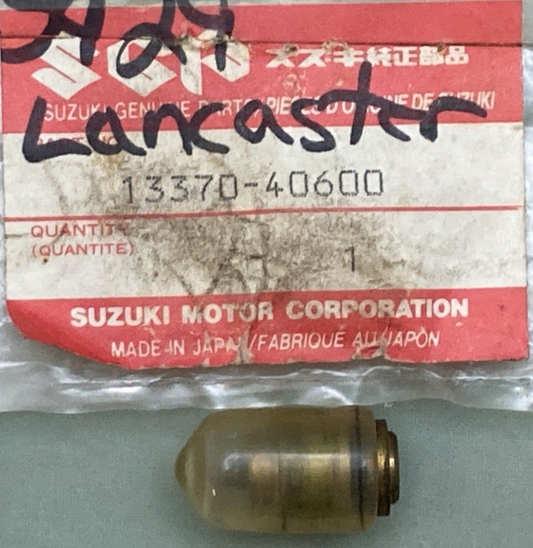 SGP スズキ純正部品
SUZUKI GENUINE PARTS/PIECES D'ORIGINE DE SUZUKI
Lancaster
13370-40600
QUANTITY 1
(QUANTITE)
SUZUKI MOTOR CORPORATION
MADE IN JAPAN/FABRIQUE AU JAPON